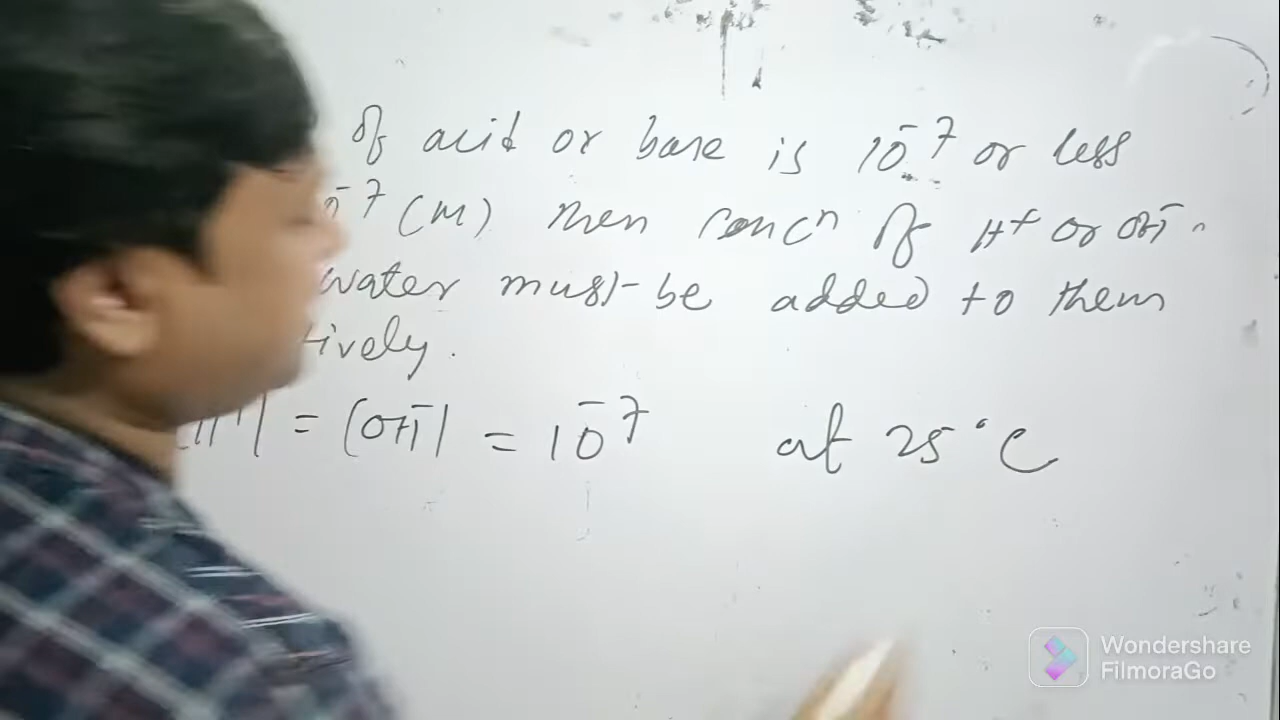 of acid or base is 10⁻⁷ or less
⁻⁷ (M) then concn of H⁺ or OH⁻
water must be added to them
tively.
= [OH⁻] = 10⁻⁷ at 25°C
Wondershare
FilmoraGo